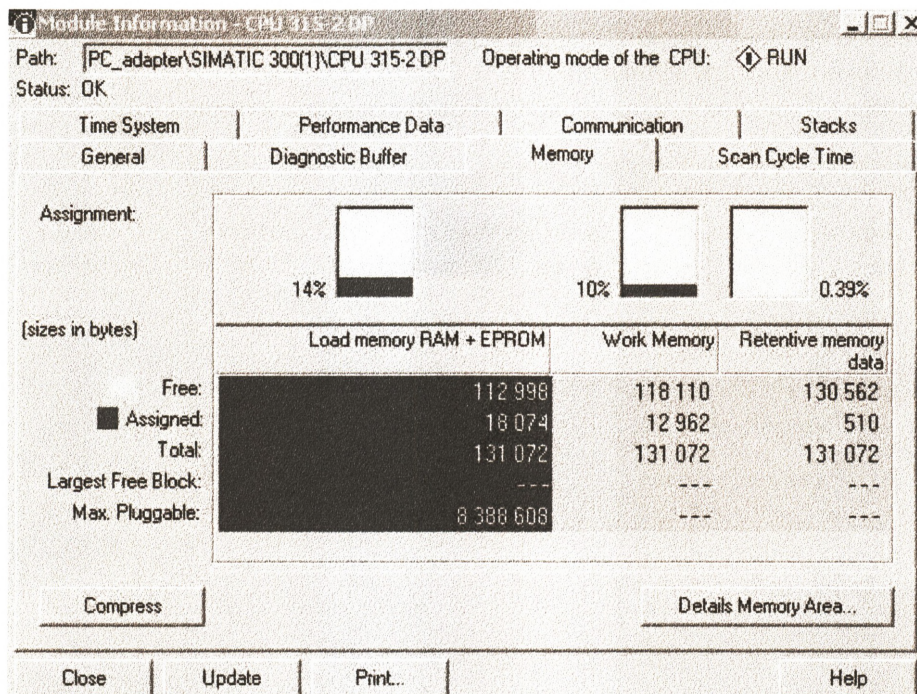 Module Information - CPU 315-2 DP
Path: PC_adapter\SIMATIC 300(1)\CPU 315-2 DP Operating mode of the CPU: RUN
Status: OK
Time System Performance Data Communication Stacks
General Diagnostic Buffer Memory Scan Cycle Time
Assignment:
14% 10% 0.39%
(sizes in bytes)
Load memory RAM + EPROM Work Memory Retentive memory
data
Free: 112 998 118 110 130 562
Assigned: 18 074 12 962 510
Total: 131 072 131 072 131 072
Largest Free Block: --- --- ---
Max. Pluggable: 8 388 608 --- ---
Compress Details Memory Area...
Close Update Print... Help